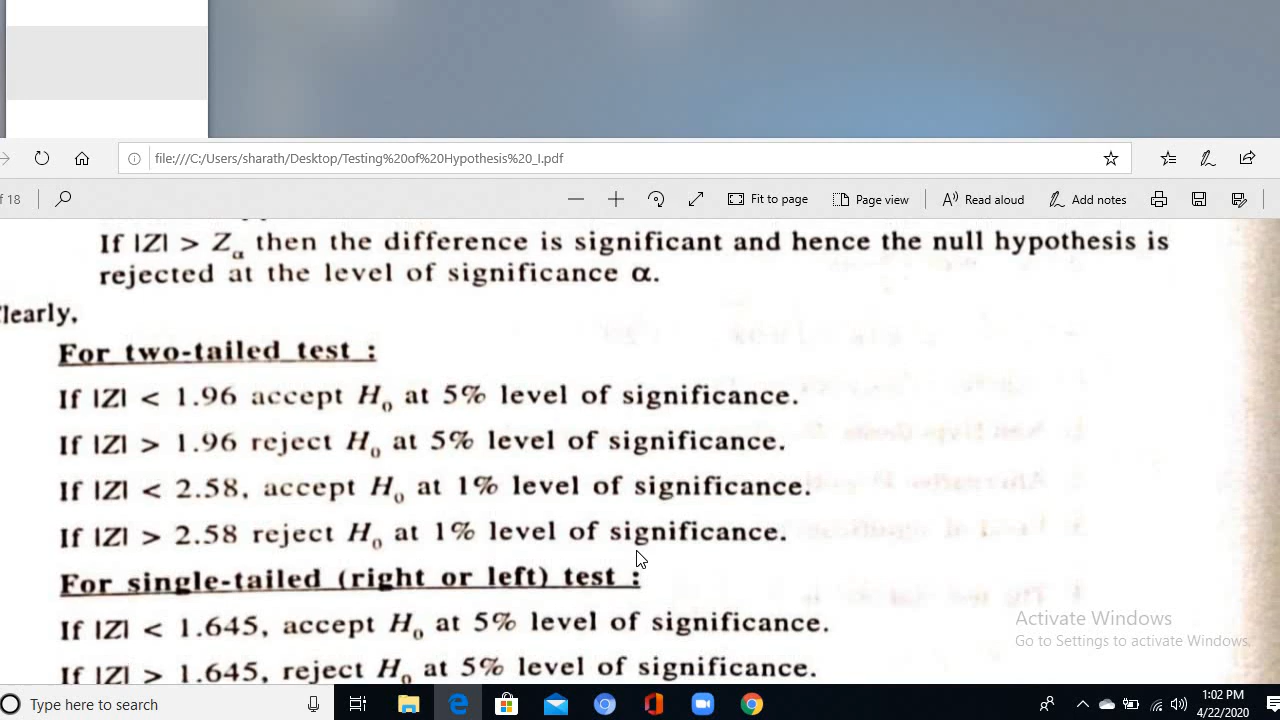 file:///C:/Users/sharath/Desktop/Testing%20of%20Hypothesis%20_I.pdf
of 18
Fit to page
Page view
Read aloud
Add notes
If |Z| > Zα then the difference is significant and hence the null hypothesis is
rejected at the level of significance α.
Clearly,
For two-tailed test :
If |Z| < 1.96 accept H₀ at 5% level of significance.
If |Z| > 1.96 reject H₀ at 5% level of significance.
If |Z| < 2.58, accept H₀ at 1% level of significance.
If |Z| > 2.58 reject H₀ at 1% level of significance.
For single-tailed (right or left) test :
If |Z| < 1.645, accept H₀ at 5% level of significance.
If |Z| > 1.645, reject H₀ at 5% level of significance.
Activate Windows
Go to Settings to activate Windows.
Type here to search
1:02 PM
4/22/2020